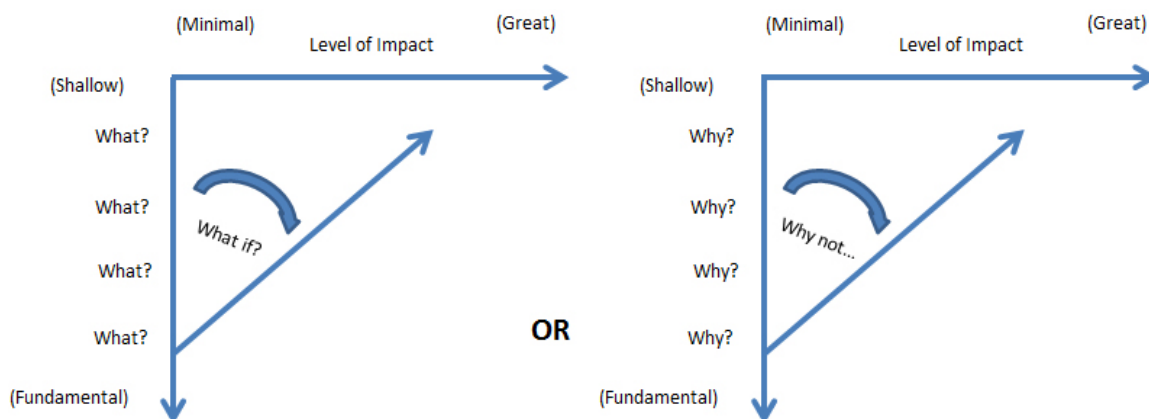 (Minimal)
(Great)
Level of Impact
(Shallow)
What?
What?
What if?
What?
What?
(Fundamental)
OR
(Minimal)
(Great)
Level of Impact
(Shallow)
Why?
Why?
Why not...
Why?
Why?
(Fundamental)